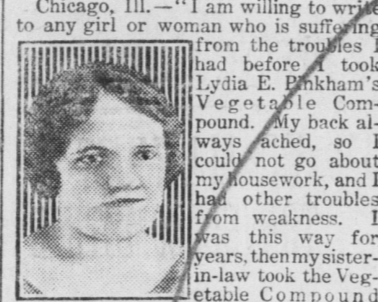 Chicago, Ill.—"I am willing to write
to any girl or woman who is suffering
from the troubles I
had before I took
Lydia E. Pinkham's
Vegetable Com-
pound. My back al-
ways ached, so I
could not go about
my housework, and I
had other troubles
from weakness. I
was this way for
years, then my sister-
in-law took the Veg-
etable Compound